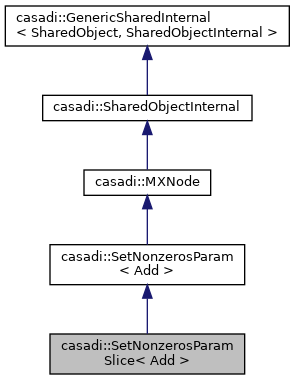 casadi::GenericSharedInternal
< SharedObject, SharedObjectInternal >
casadi::SharedObjectInternal
casadi::MXNode
casadi::SetNonzerosParam
< Add >
casadi::SetNonzerosParam
Slice< Add >